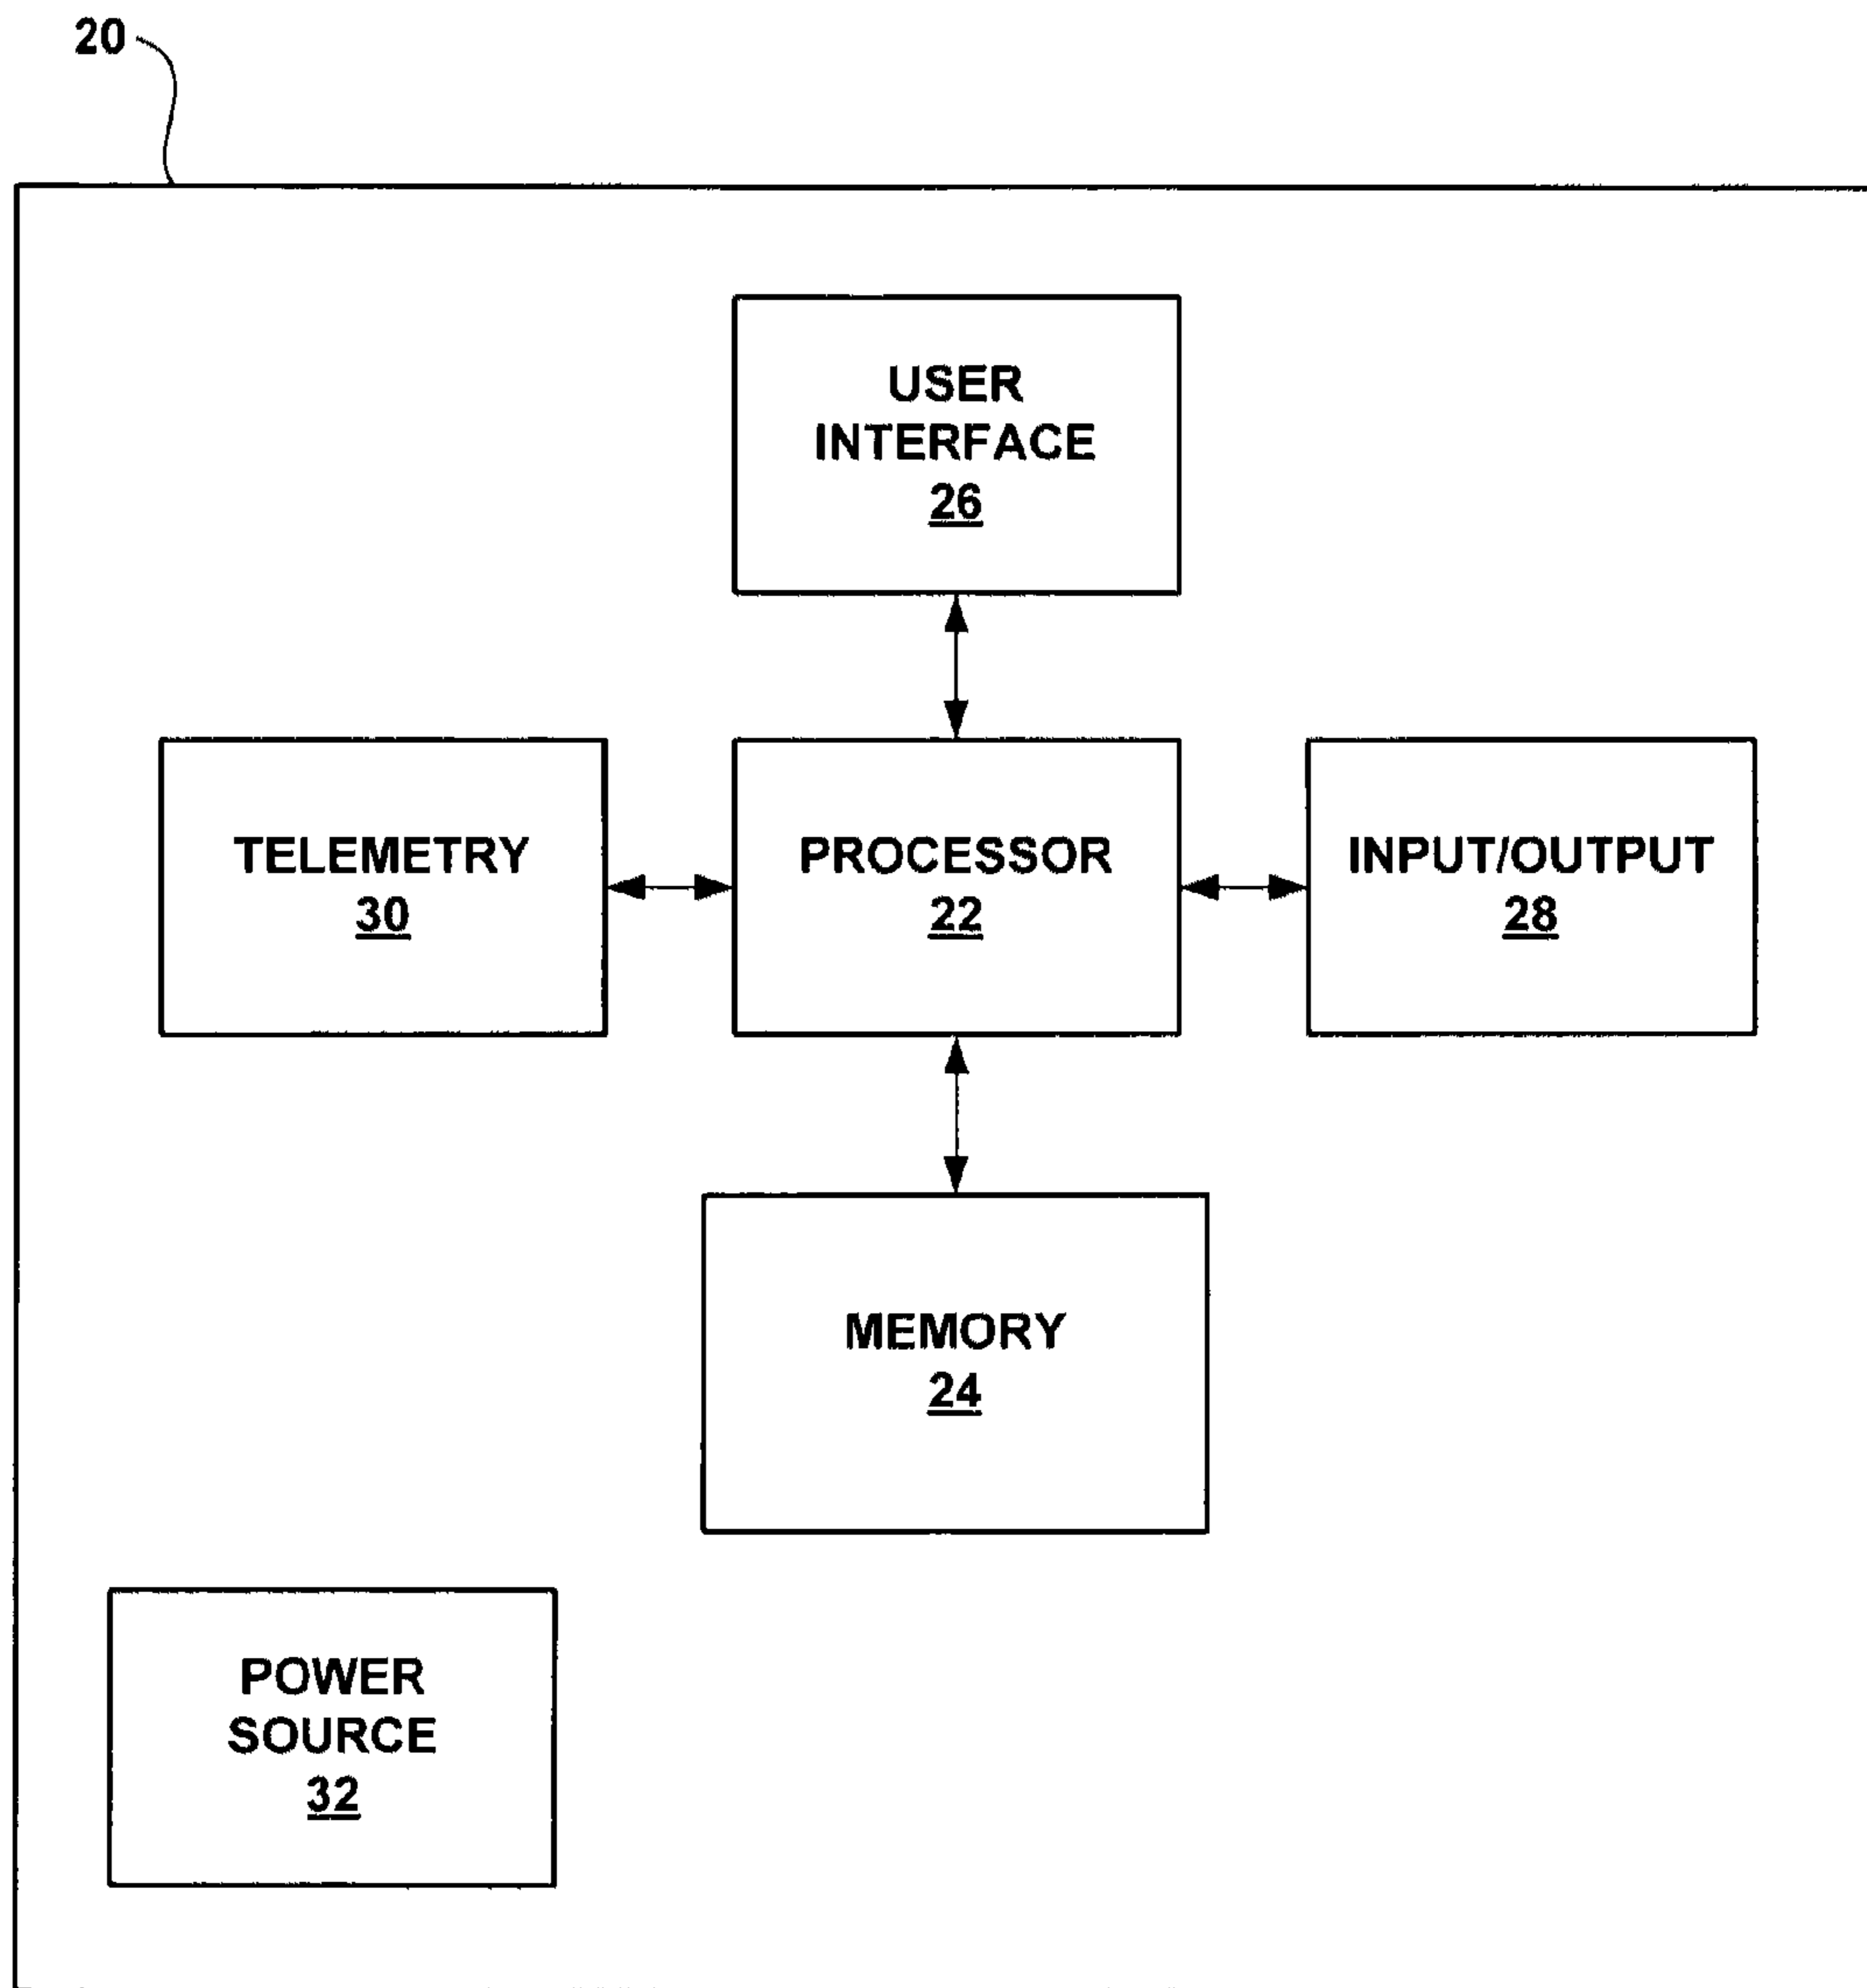 20
USER
INTERFACE
26
TELEMETRY
30
PROCESSOR
22
INPUT/OUTPUT
28
MEMORY
24
POWER
SOURCE
32